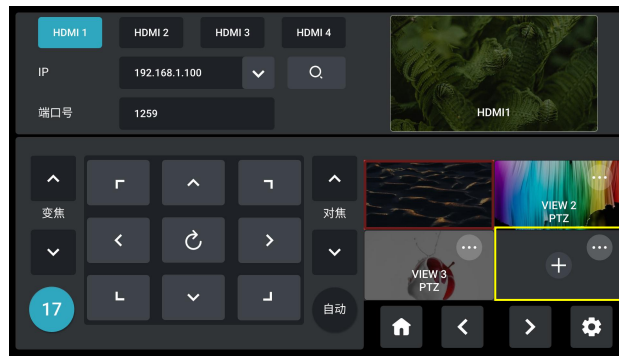 HDMI 1 HDMI 2 HDMI 3 HDMI 4
IP 192.168.1.100
端口号 1259
HDMI1
变焦
对焦
17
自动
VIEW 2
PTZ
VIEW 3
PTZ